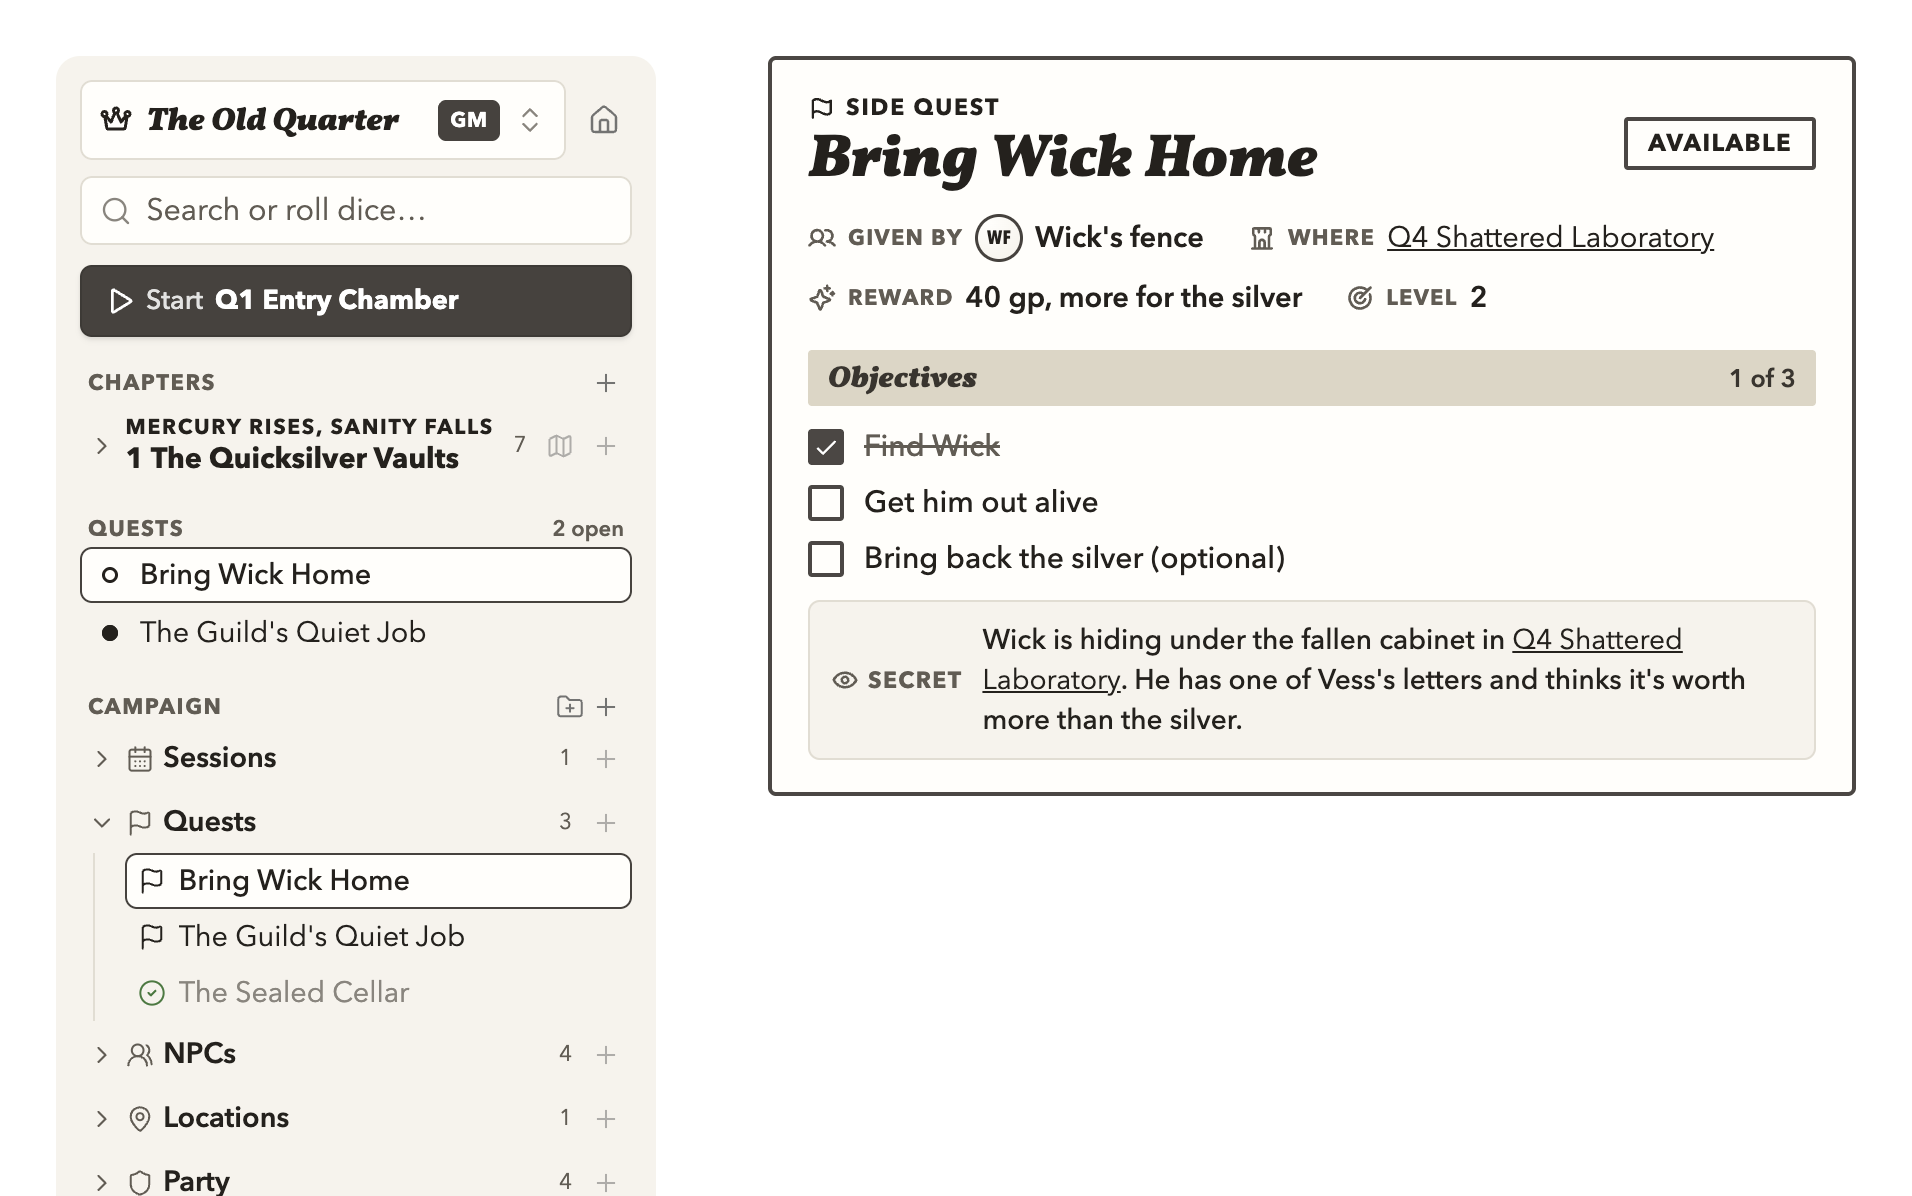 The Old Quarter GM
Search or roll dice...
Start Q1 Entry Chamber
CHAPTERS
MERCURY RISES, SANITY FALLS
1 The Quicksilver Vaults 7
QUESTS 2 open
Bring Wick Home
The Guild's Quiet Job
CAMPAIGN
Sessions 1
Quests 3
Bring Wick Home
The Guild's Quiet Job
The Sealed Cellar
NPCs 4
Locations 1
Party 4
SIDE QUEST
Bring Wick Home
AVAILABLE
GIVEN BY WF Wick's fence WHERE Q4 Shattered Laboratory
REWARD 40 gp, more for the silver LEVEL 2
Objectives 1 of 3
Find Wick
Get him out alive
Bring back the silver (optional)
SECRET
Wick is hiding under the fallen cabinet in Q4 Shattered
Laboratory. He has one of Vess's letters and thinks it's worth
more than the silver.